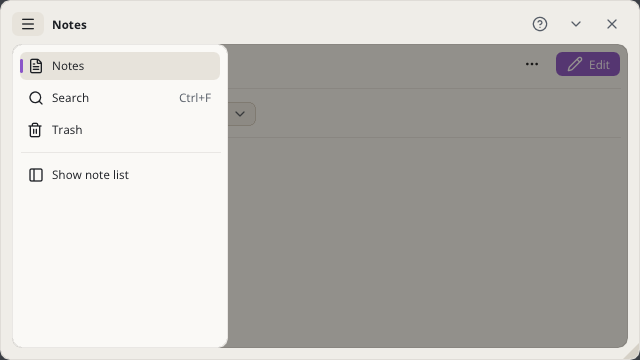 Notes
Edit
Notes
Search Ctrl+F
Trash
Show note list